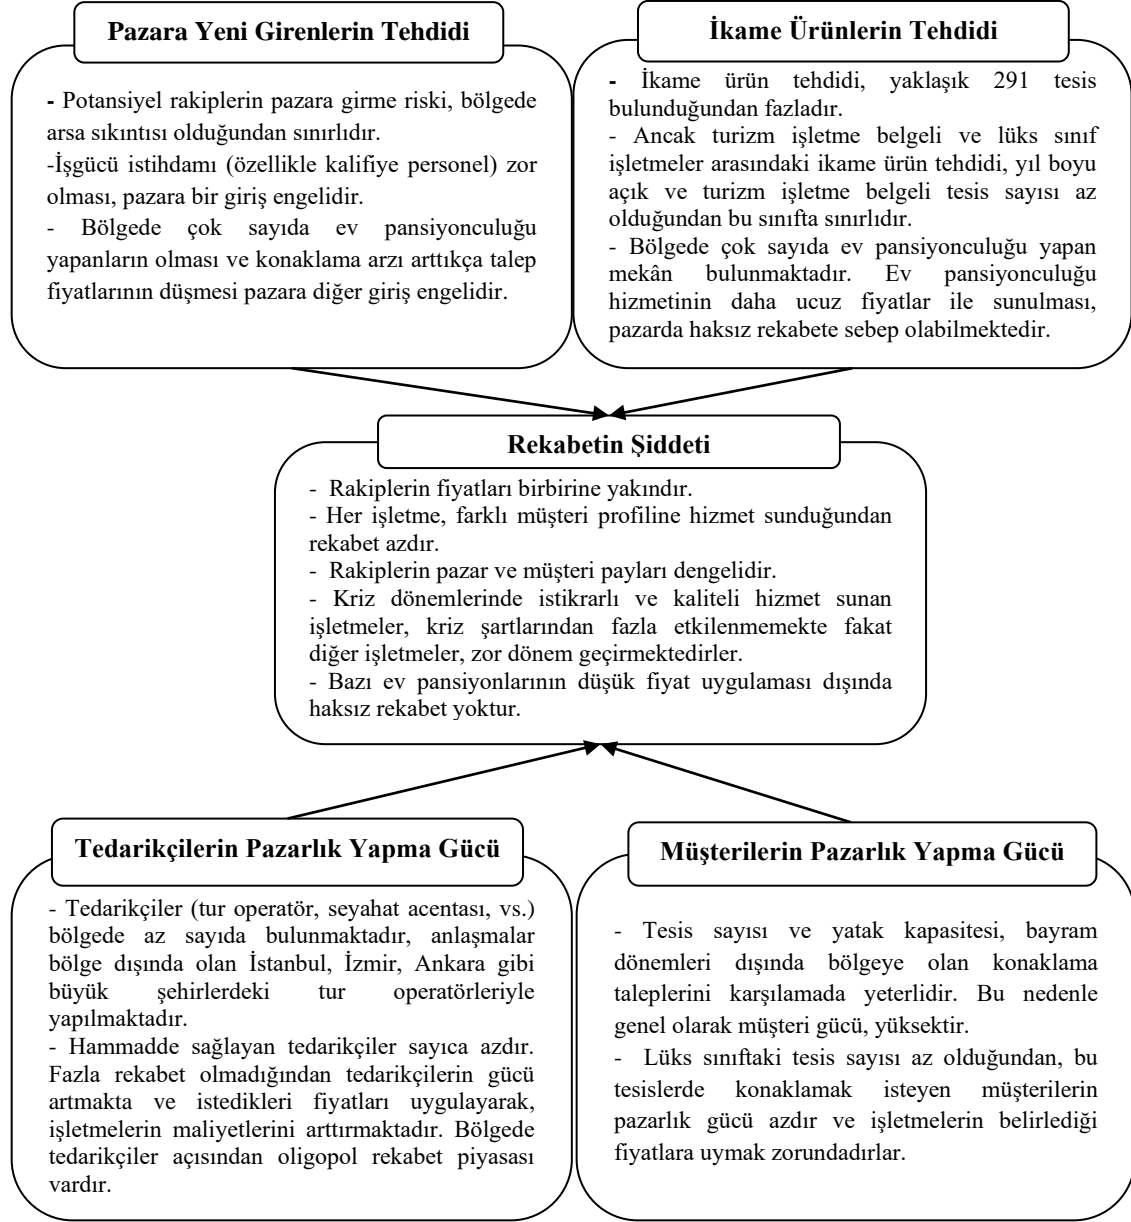 Pazara Yeni Girenlerin Tehdidi
- Potansiyel rakiplerin pazara girme riski, bölgede
arsa sıkıntısı olduğundan sınırlıdır.
-İşgücü istihdamı (özellikle kalifiye personel) zor
olması, pazara bir giriş engelidir.
- Bölgede çok sayıda ev pansiyonculuğu
yapanların olması ve konaklama arzı arttıkça talep
fiyatlarının düşmesi pazara diğer giriş engelidir.
İkame Ürünlerin Tehdidi
- İkame ürün tehdidi, yaklaşık 291 tesis
bulunduğundan fazladır.
- Ancak turizm işletme belgeli ve lüks sınıf
işletmeler arasındaki ikame ürün tehdidi, yıl boyu
açık ve turizm işletme belgeli tesis sayısı az
olduğundan bu sınıfta sınırlıdır.
- Bölgede çok sayıda ev pansiyonculuğu yapan
mekân bulunmaktadır. Ev pansiyonculuğu
hizmetinin daha ucuz fiyatlar ile sunulması,
pazarda haksız rekabete sebep olabilmektedir.
Rekabetin Şiddeti
- Rakiplerin fiyatları birbirine yakındır.
- Her işletme, farklı müşteri profiline hizmet sunduğundan
rekabet azdır.
- Rakiplerin pazar ve müşteri payları dengelidir.
- Kriz dönemlerinde istikrarlı ve kaliteli hizmet sunan
işletmeler, kriz şartlarından fazla etkilenmemekte fakat
diğer işletmeler, zor dönem geçirmektedirler.
- Bazı ev pansiyonlarının düşük fiyat uygulaması dışında
haksız rekabet yoktur.
Tedarikçilerin Pazarlık Yapma Gücü
- Tedarikçiler (tur operatör, seyahat acentası, vs.)
bölgede az sayıda bulunmaktadır, anlaşmalar
bölge dışında olan İstanbul, İzmir, Ankara gibi
büyük şehirlerdeki tur operatörleriyle
yapılmaktadır.
- Hammadde sağlayan tedarikçiler sayıca azdır.
Fazla rekabet olmadığından tedarikçilerin gücü
artmakta ve istedikleri fiyatları uygulayarak,
işletmelerin maliyetlerini arttırmaktadır. Bölgede
tedarikçiler açısından oligopol rekabet piyasası
vardır.
Müşterilerin Pazarlık Yapma Gücü
- Tesis sayısı ve yatak kapasitesi, bayram
dönemleri dışında bölgeye olan konaklama
taleplerini karşılamada yeterlidir. Bu nedenle
genel olarak müşteri gücü, yüksektir.
- Lüks sınıftaki tesis sayısı az olduğundan, bu
tesislerde konaklamak isteyen müşterilerin
pazarlık gücü azdır ve işletmelerin belirlediği
fiyatlara uymak zorundadırlar.